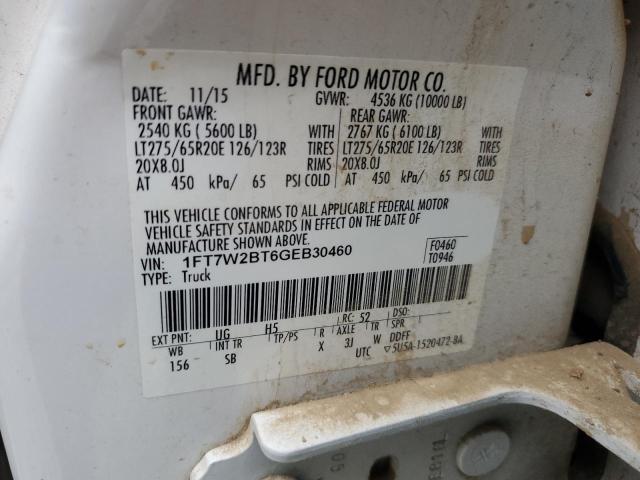 MFD. BY FORD MOTOR CO.
DATE: 11/15 GVWR: 4536 KG (10000 LB)
FRONT GAWR: REAR GAWR:
2540 KG ( 5600 LB) WITH 2767 KG ( 6100 LB) WITH
LT275/65R20E 126/123R TIRES LT275/65R20E 126/123R TIRES
20X8.0J RIMS 20X8.0J RIMS
AT 450 kPa/ 65 PSI COLD AT 450 kPa/ 65 PSI COLD
THIS VEHICLE CONFORMS TO ALL APPLICABLE FEDERAL MOTOR
VEHICLE SAFETY STANDARDS IN EFFECT ON THE DATE OF
MANUFACTURE SHOWN ABOVE.
VIN: 1FT7W2BT6GEB30460 F0460
TYPE: Truck T0946
EXT PNT: UG H5 RC: 52 DSO:
WB INT TR TP/PS R AXLE TR SPR
156 SB X 3J W DDFF
UTC ▽5U5A-1520472-BA